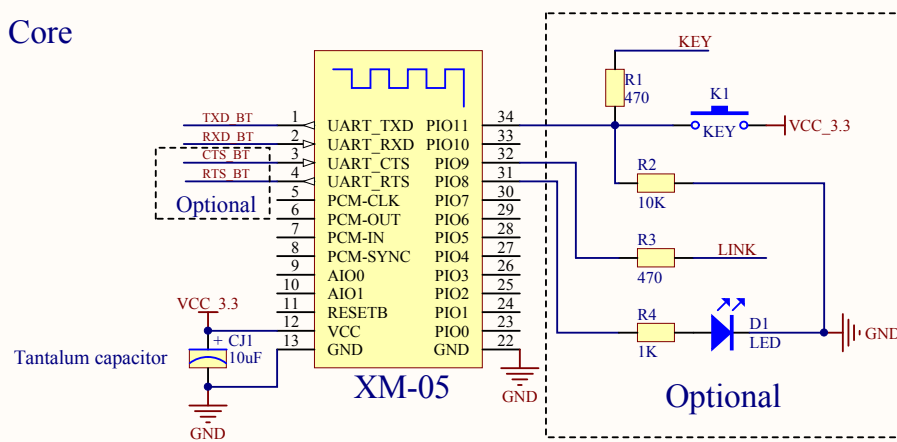 Core
KEY
R1
470
K1
KEY
VCC_3.3
TXD_BT 1 UART_TXD PIO11 34
RXD_BT 2 UART_RXD PIO10 33
CTS_BT 3 UART_CTS PIO9 32
RTS_BT 4 UART_RTS PIO8 31
Optional
5 PCM-CLK PIO7 30
6 PCM-OUT PIO6 29
7 PCM-IN PIO5 28
8 PCM-SYNC PIO4 27
9 AIO0 PIO3 26
10 AIO1 PIO2 25
11 RESETB PIO1 24
12 VCC PIO0 23
13 GND GND 22
R2
10K
R3
470
LINK
R4
1K
D1
LED
GND
VCC_3.3
+ CJ1
10uF
Tantalum capacitor
GND
XM-05
GND
Optional